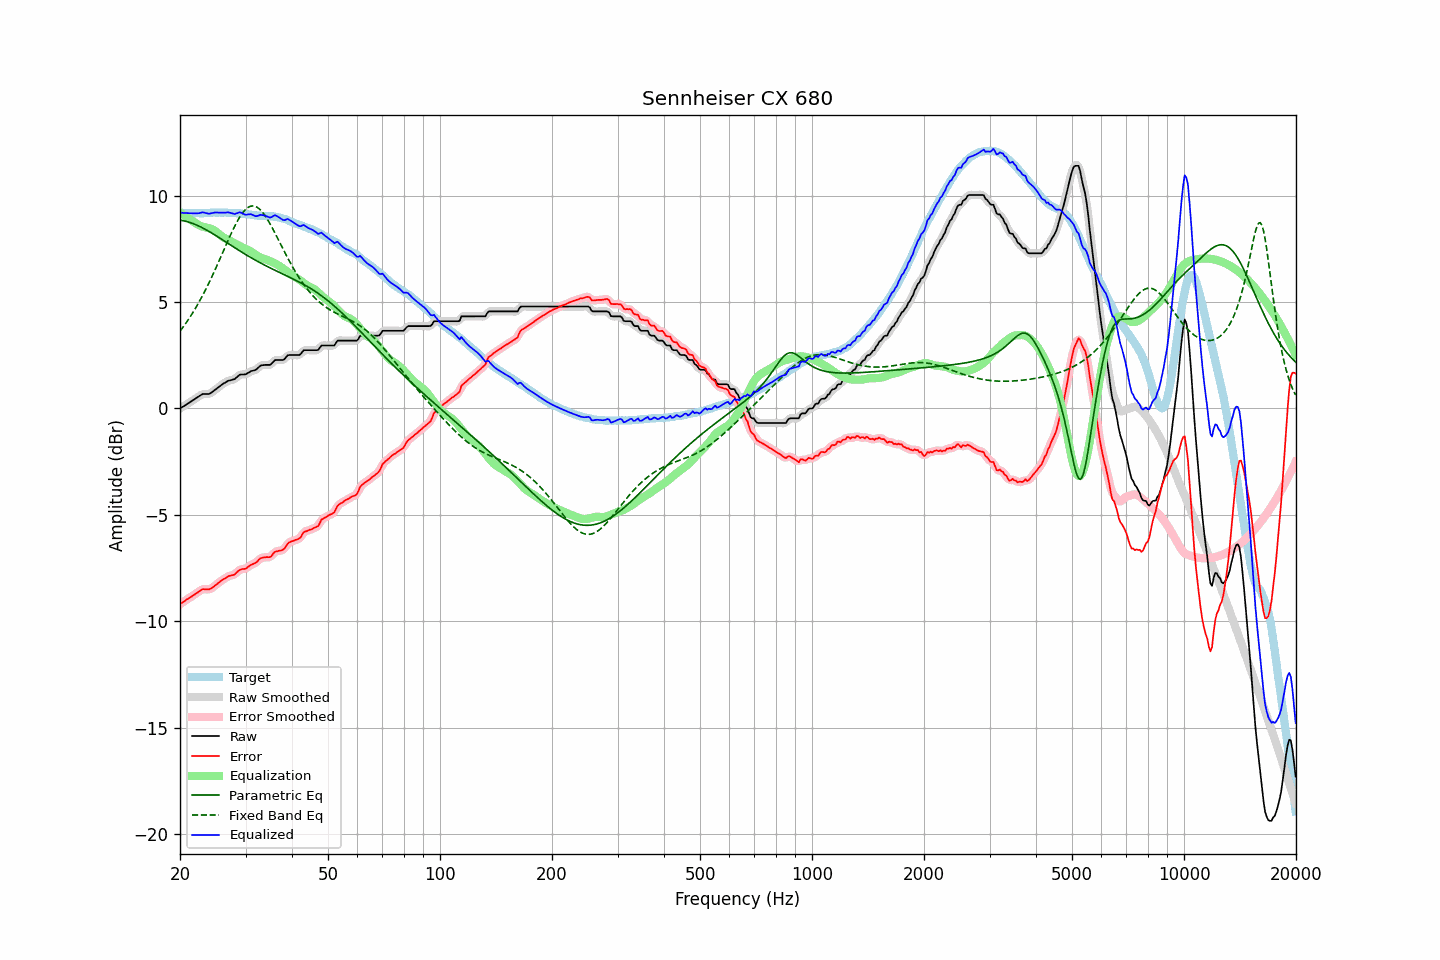 Sennheiser CX 680
Amplitude (dBr)
10
5
0
−5
−10
−15
−20
Target
Raw Smoothed
Error Smoothed
Raw
Error
Equalization
Parametric Eq
Fixed Band Eq
Equalized
20 50 100 200 500 1000 2000 5000 10000 20000
Frequency (Hz)